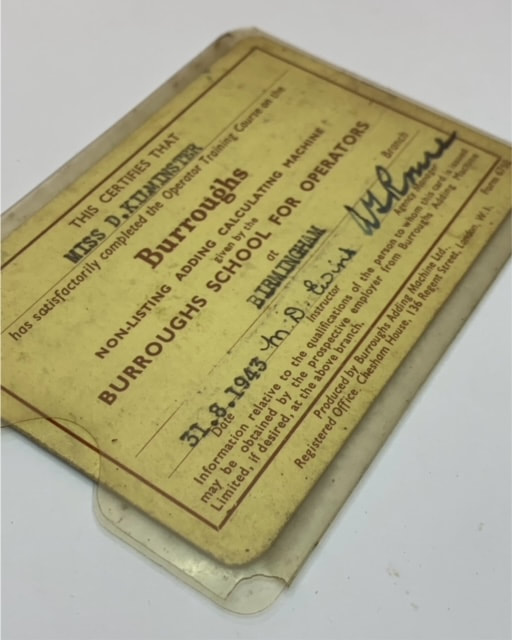 THIS CERTIFIES THAT
MISS D. KILMINSTER
has satisfactorily completed the Operator Training Course on the
Burroughs
NON-LISTING ADDING CALCULATING MACHINE
given by the
BURROUGHS SCHOOL FOR OPERATORS
at
BIRMINGHAM Branch
31.8.1943 M. D.
Date Instructor Agency Manager
Information relative to the qualifications of the person to whom this card is issued
may be obtained by the prospective employer from Burroughs Adding Machine
Limited, if desired, at the above branch.
Produced by Burroughs Adding Machine Ltd.,
Registered Office, Chesham House, 136 Regent Street, London, W.1.
Form